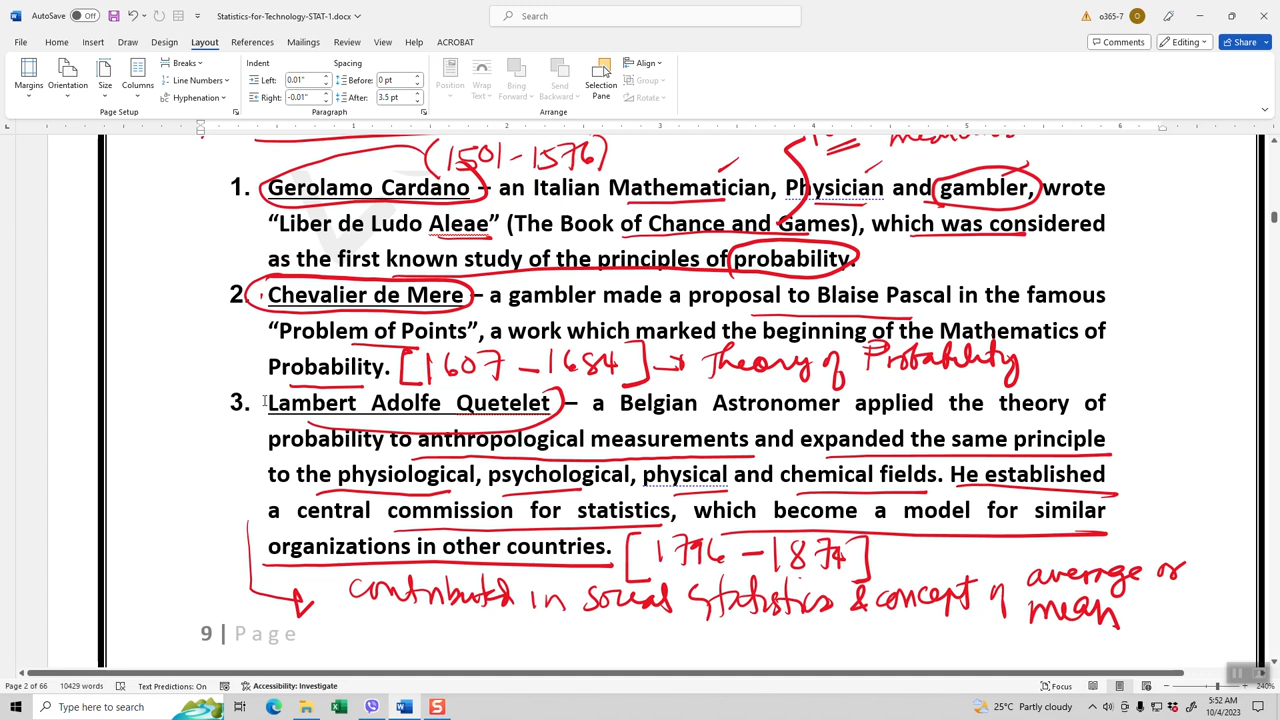 AutoSave Off Statistics-for-Technology-STAT-1.docx Search o365-7 O
File Home Insert Draw Design Layout References Mailings Review View Help ACROBAT Comments Editing Share
Breaks Indent Spacing Align
Line Numbers Left: 0.01" Before: 0 pt Group
Margins Orientation Size Columns Hyphenation Right: -0.01" After: 3.5 pt Position Wrap Text Bring Forward Send Backward Selection Pane Rotate
Page Setup Paragraph Arrange
1 2 3 4 5 6
(1501-1576)
1. Gerolamo Cardano – an Italian Mathematician, Physician and gambler, wrote
“Liber de Ludo Aleae” (The Book of Chance and Games), which was considered
as the first known study of the principles of probability.
2. Chevalier de Mere – a gambler made a proposal to Blaise Pascal in the famous
“Problem of Points”, a work which marked the beginning of the Mathematics of
Probability. [1607-1684] → Theory of Probability
3. Lambert Adolfe Quetelet – a Belgian Astronomer applied the theory of
probability to anthropological measurements and expanded the same principle
to the physiological, psychological, physical and chemical fields. He established
a central commission for statistics, which become a model for similar
organizations in other countries. [1796-1874]
contributed in social statistics & concept of average or
mean
9 | Page
Page 2 of 66 10429 words Text Predictions: On Accessibility: Investigate Focus 240%
Type here to search 25°C Partly cloudy 5:52 AM
10/4/2023